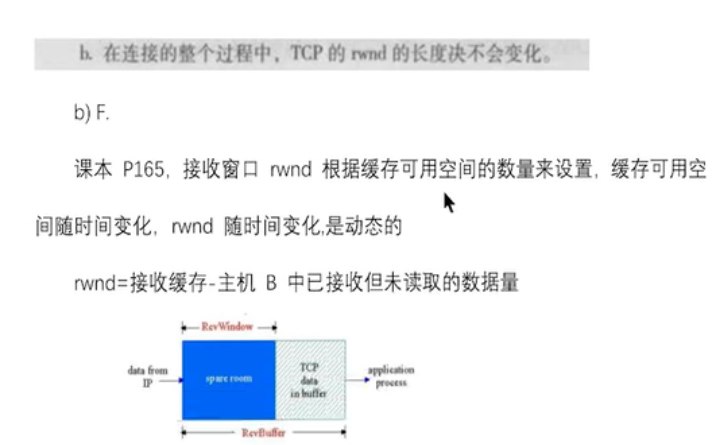 b. 在连接的整个过程中，TCP 的 rwnd 的长度决不会变化。
b) F.
课本 P165，接收窗口 rwnd 根据缓存可用空间的数量来设置，缓存可用空
间随时间变化，rwnd 随时间变化,是动态的
rwnd=接收缓存-主机 B 中已接收但未读取的数据量
RcvWindow
data from
IP
spare room
TCP
data
in buffer
application
process
RcvBuffer